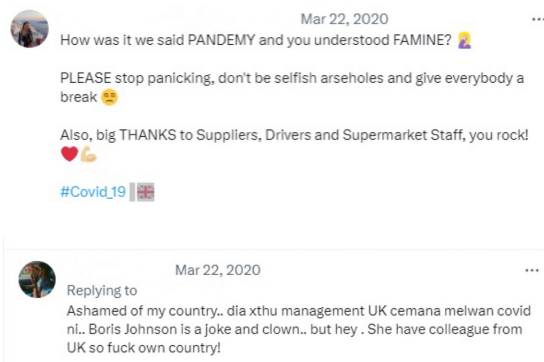 Mar 22, 2020
How was it we said PANDEMY and you understood FAMINE? 🤦🏼‍♀️
PLEASE stop panicking, don't be selfish arseholes and give everybody a
break 😒
Also, big THANKS to Suppliers, Drivers and Supermarket Staff, you rock!
❤️💪🏼
#Covid_19 🇬🇧
Mar 22, 2020
Replying to
Ashamed of my country.. dia xthu management UK cemana melwan covid
ni.. Boris Johnson is a joke and clown.. but hey . She have colleague from
UK so fuck own country!